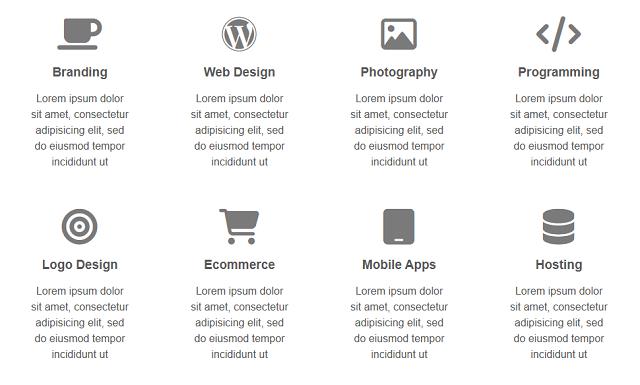 Branding
Lorem ipsum dolor
sit amet, consectetur
adipisicing elit, sed
do eiusmod tempor
incididunt ut
Web Design
Lorem ipsum dolor
sit amet, consectetur
adipisicing elit, sed
do eiusmod tempor
incididunt ut
Photography
Lorem ipsum dolor
sit amet, consectetur
adipisicing elit, sed
do eiusmod tempor
incididunt ut
Programming
Lorem ipsum dolor
sit amet, consectetur
adipisicing elit, sed
do eiusmod tempor
incididunt ut
Logo Design
Lorem ipsum dolor
sit amet, consectetur
adipisicing elit, sed
do eiusmod tempor
incididunt ut
Ecommerce
Lorem ipsum dolor
sit amet, consectetur
adipisicing elit, sed
do eiusmod tempor
incididunt ut
Mobile Apps
Lorem ipsum dolor
sit amet, consectetur
adipisicing elit, sed
do eiusmod tempor
incididunt ut
Hosting
Lorem ipsum dolor
sit amet, consectetur
adipisicing elit, sed
do eiusmod tempor
incididunt ut